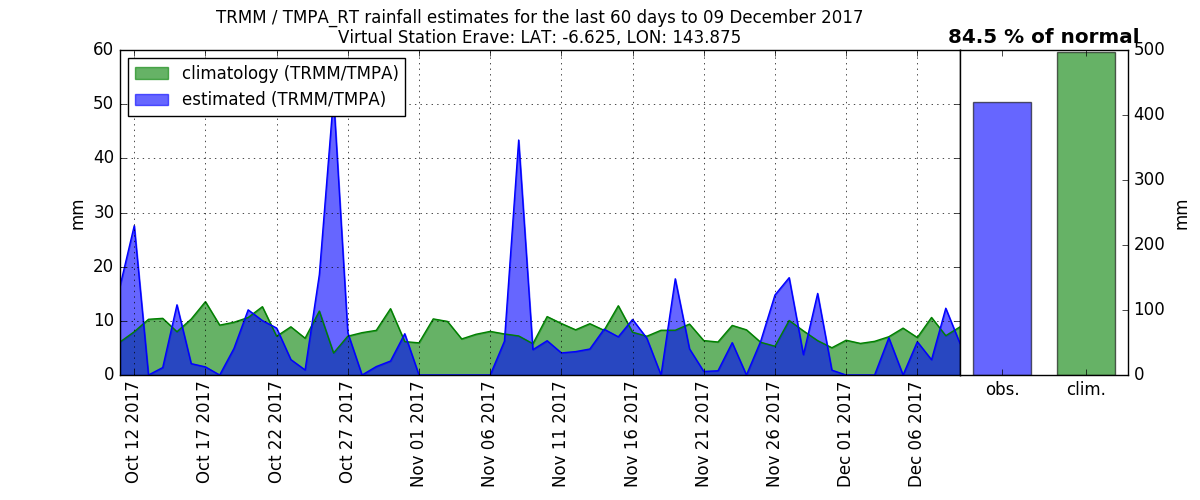 TRMM / TMPA_RT rainfall estimates for the last 60 days to 09 December 2017
Virtual Station Erave: LAT: -6.625, LON: 143.875
84.5 % of normal
climatology (TRMM/TMPA)
estimated (TRMM/TMPA)
mm
60
50
40
30
20
10
0
Oct 12 2017
Oct 17 2017
Oct 22 2017
Oct 27 2017
Nov 01 2017
Nov 06 2017
Nov 11 2017
Nov 16 2017
Nov 21 2017
Nov 26 2017
Dec 01 2017
Dec 06 2017
obs.
clim.
500
400
300
200
100
0
mm